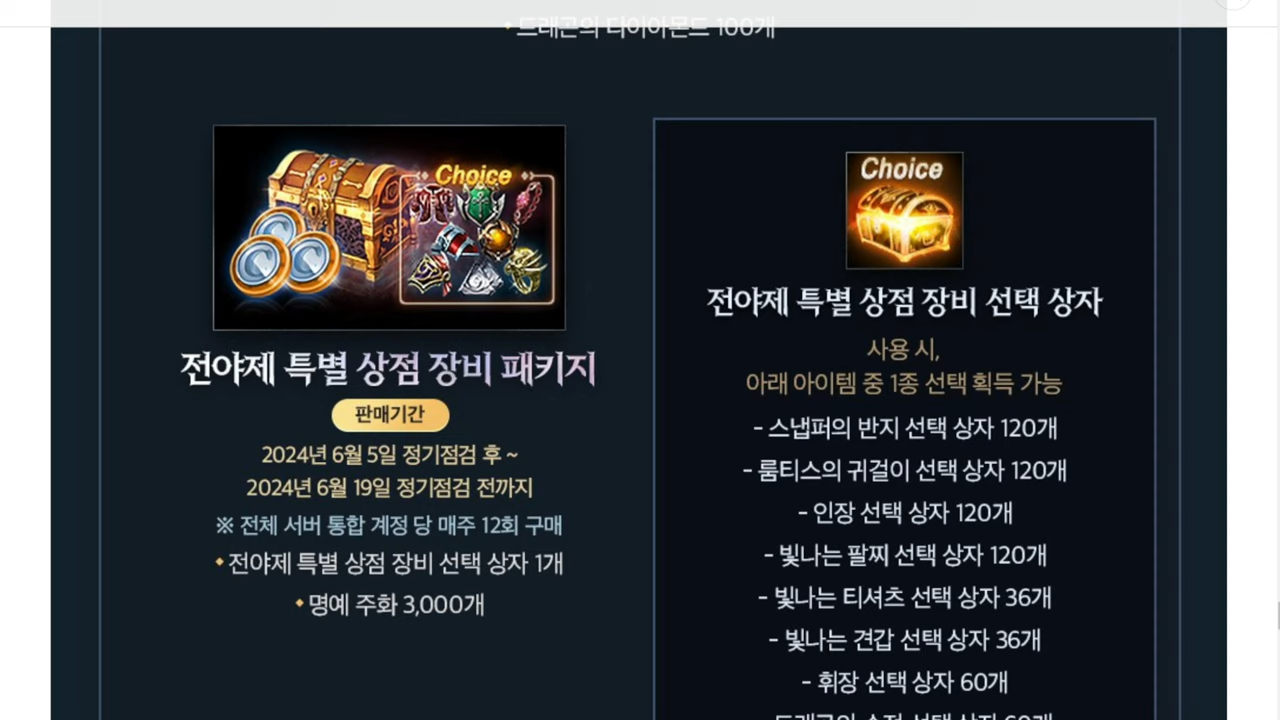 • 드래곤의 다이아몬드 100개
Choice
전야제 특별 상점 장비 패키지
판매기간
2024년 6월 5일 정기점검 후 ~
2024년 6월 19일 정기점검 전까지
※ 전체 서버 통합 계정 당 매주 12회 구매
• 전야제 특별 상점 장비 선택 상자 1개
• 명예 주화 3,000개
Choice
전야제 특별 상점 장비 선택 상자
사용 시,
아래 아이템 중 1종 선택 획득 가능
- 스냅퍼의 반지 선택 상자 120개
- 룸티스의 귀걸이 선택 상자 120개
- 인장 선택 상자 120개
- 빛나는 팔찌 선택 상자 120개
- 빛나는 티셔츠 선택 상자 36개
- 빛나는 견갑 선택 상자 36개
- 휘장 선택 상자 60개